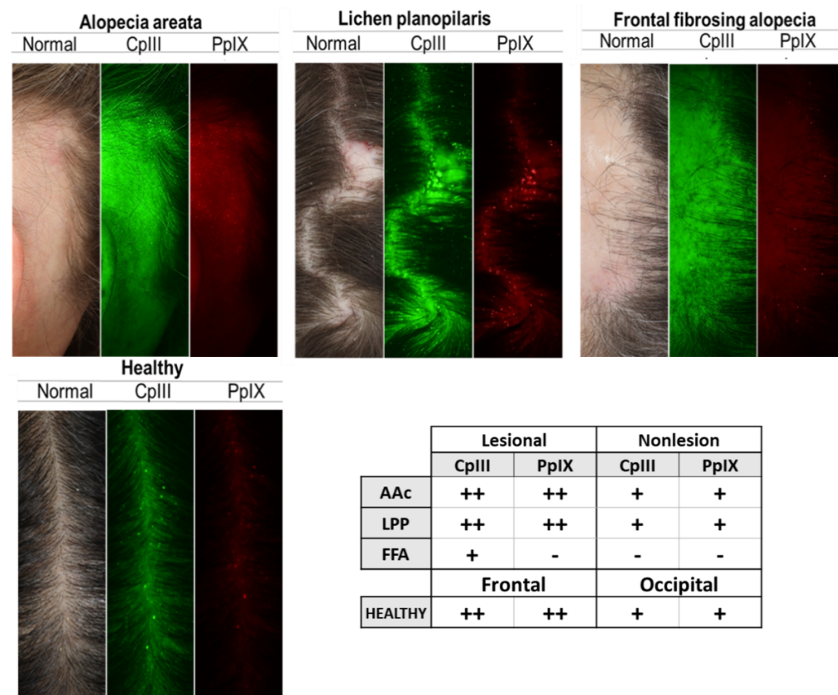 Alopecia areata
Normal CpIII PpIX
Lichen planopilaris
Normal CpIII PpIX
Frontal fibrosing alopecia
Normal CpIII PpIX
Healthy
Normal CpIII PpIX
Lesional Nonlesion
CpIII PpIX CpIII PpIX
AAc ++ ++ + +
LPP ++ ++ + +
FFA + - - -
Frontal Occipital
HEALTHY ++ ++ + +